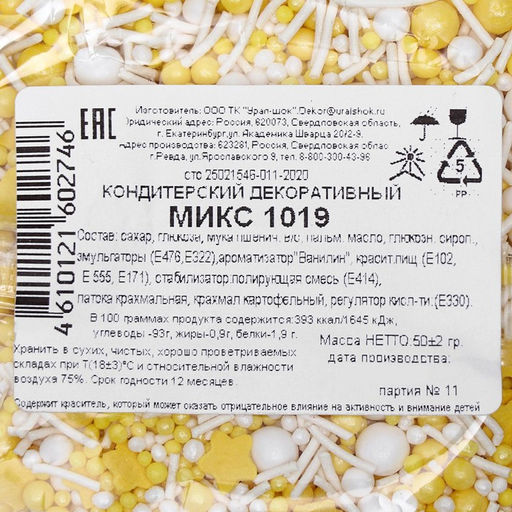 EAC
Изготовитель: ООО ТК "Урал-шок".Dekor@uralshok.ru
Юридический адрес: Россия, 620073, Свердловская область,
г. Екатеринбург,ул. Академика Шварца 20/2-9.
Адрес производства: 623281, Россия, Свердловская область,
г.Ревда, ул.Ярославского 9, тел. 8-800-300-43-96
сто 25021546-011-2020
КОНДИТЕРСКИЙ ДЕКОРАТИВНЫЙ
МИКС 1019
Состав: сахар, глюкоза, мука пшенич. в/с, пальм. масло, глюкозн. сироп.,
эмульгаторы (Е476,Е322),ароматизатор"Ванилин", красит.пищ. (Е102,
Е 555, Е171), стабилизатор.полирующая смесь (Е414),
патока крахмальная, крахмал картофельный, регулятор кисл-ти.(Е330).
В 100 граммах продукта содержится:393 ккал/1645 кДж,
углеводы -93г, жиры-0,9г, белки-1,9 г.
Масса НЕТТО:50±2 гр.
дата производства:
Хранить в сухих, чистых, хорошо проветриваемых
складах при Т(18±3)°С и относительной влажности
воздуха 75%. Срок годности 12 месяцев.
партия № 11
Содержит краситель, который может оказать отрицательное влияние на активность и внимание детей
4 610121 602746
5
PP